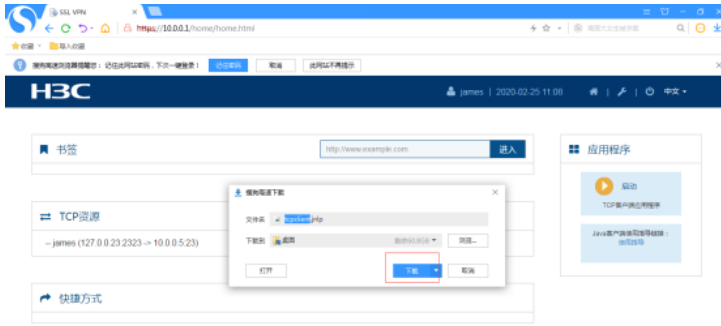 SSL VPN
https://10.0.0.1/home/home.html
收藏
导入收藏
搜狗高速浏览器提醒您：记住此网站密码，下次一键登录！ 记住密码 取消 此网站不再提示
H3C
james | 2020-02-25 11:08
中文
书签
http://www.example.com 进入
应用程序
启动
TCP客户端应用程序
Java客户端使用指导链接：
使用指导
TCP资源
-- james (127.0.0.23:2323 -> 10.0.0.5:23)
搜狗高速下载
文件名 tcpclient.jnlp
下载到 桌面 浏览...
打开 下载 取消
快捷方式